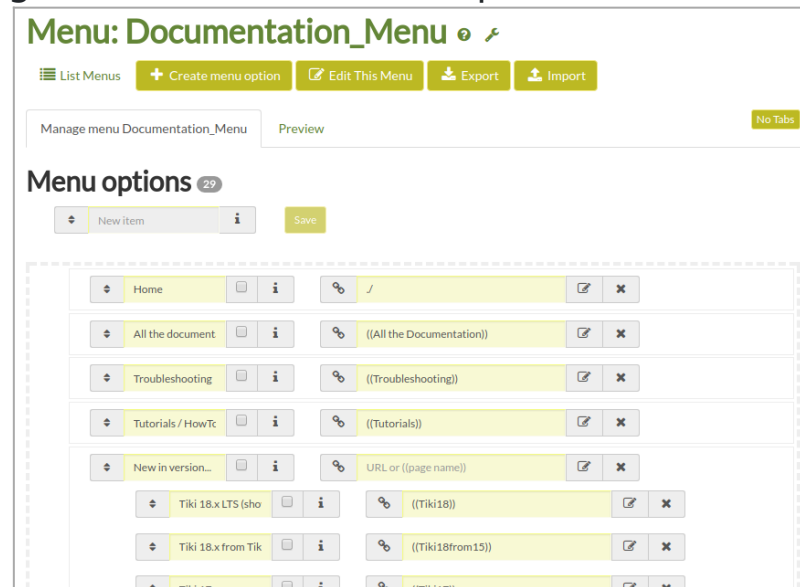 Menu: Documentation_Menu
List Menus Create menu option Edit This Menu Export Import
Manage menu Documentation_Menu Preview No Tabs
Menu options 29
New item Save
Home ./
All the document ((All the Documentation))
Troubleshooting ((Troubleshooting))
Tutorials / HowTo ((Tutorials))
New in version... URL or ((page name))
Tiki 18.x LTS (sho ((Tiki18))
Tiki 18.x from Tik ((Tiki18from15))